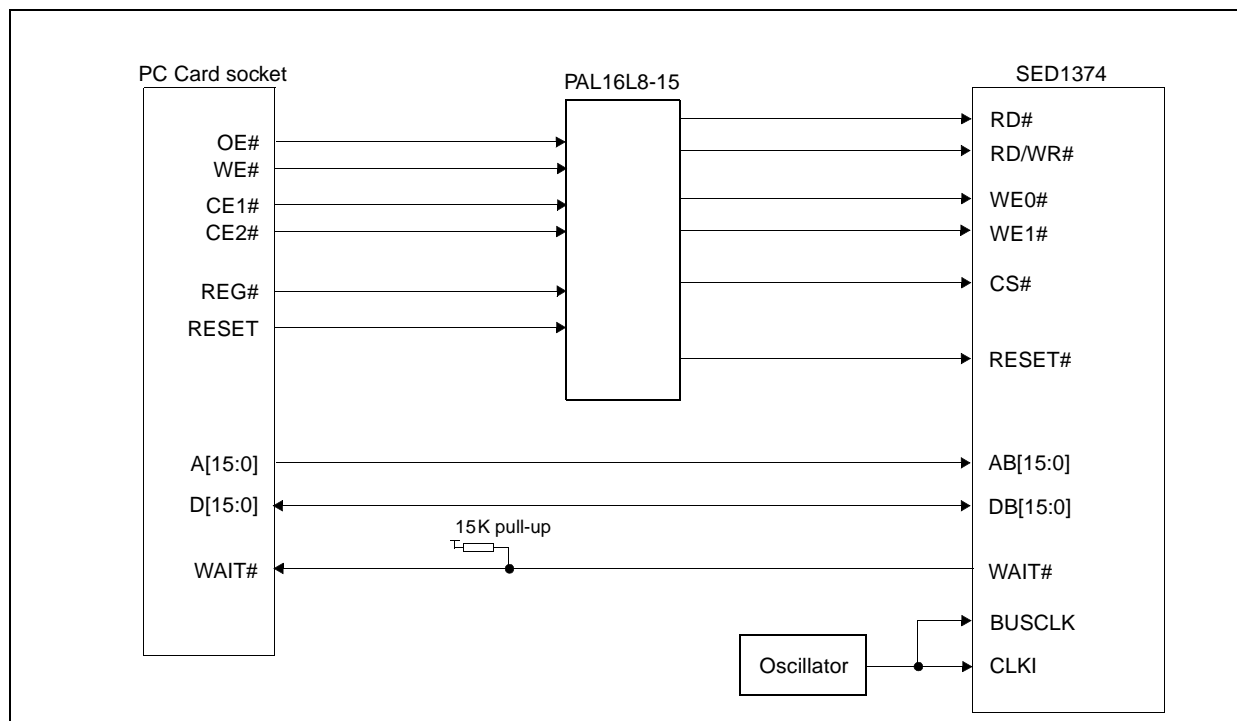 PC Card socket
PAL16L8-15
SED1374
OE#
WE#
CE1#
CE2#
REG#
RESET
A[15:0]
D[15:0]
WAIT#
RD#
RD/WR#
WE0#
WE1#
CS#
RESET#
AB[15:0]
DB[15:0]
WAIT#
BUSCLK
CLKI
15K pull-up
Oscillator